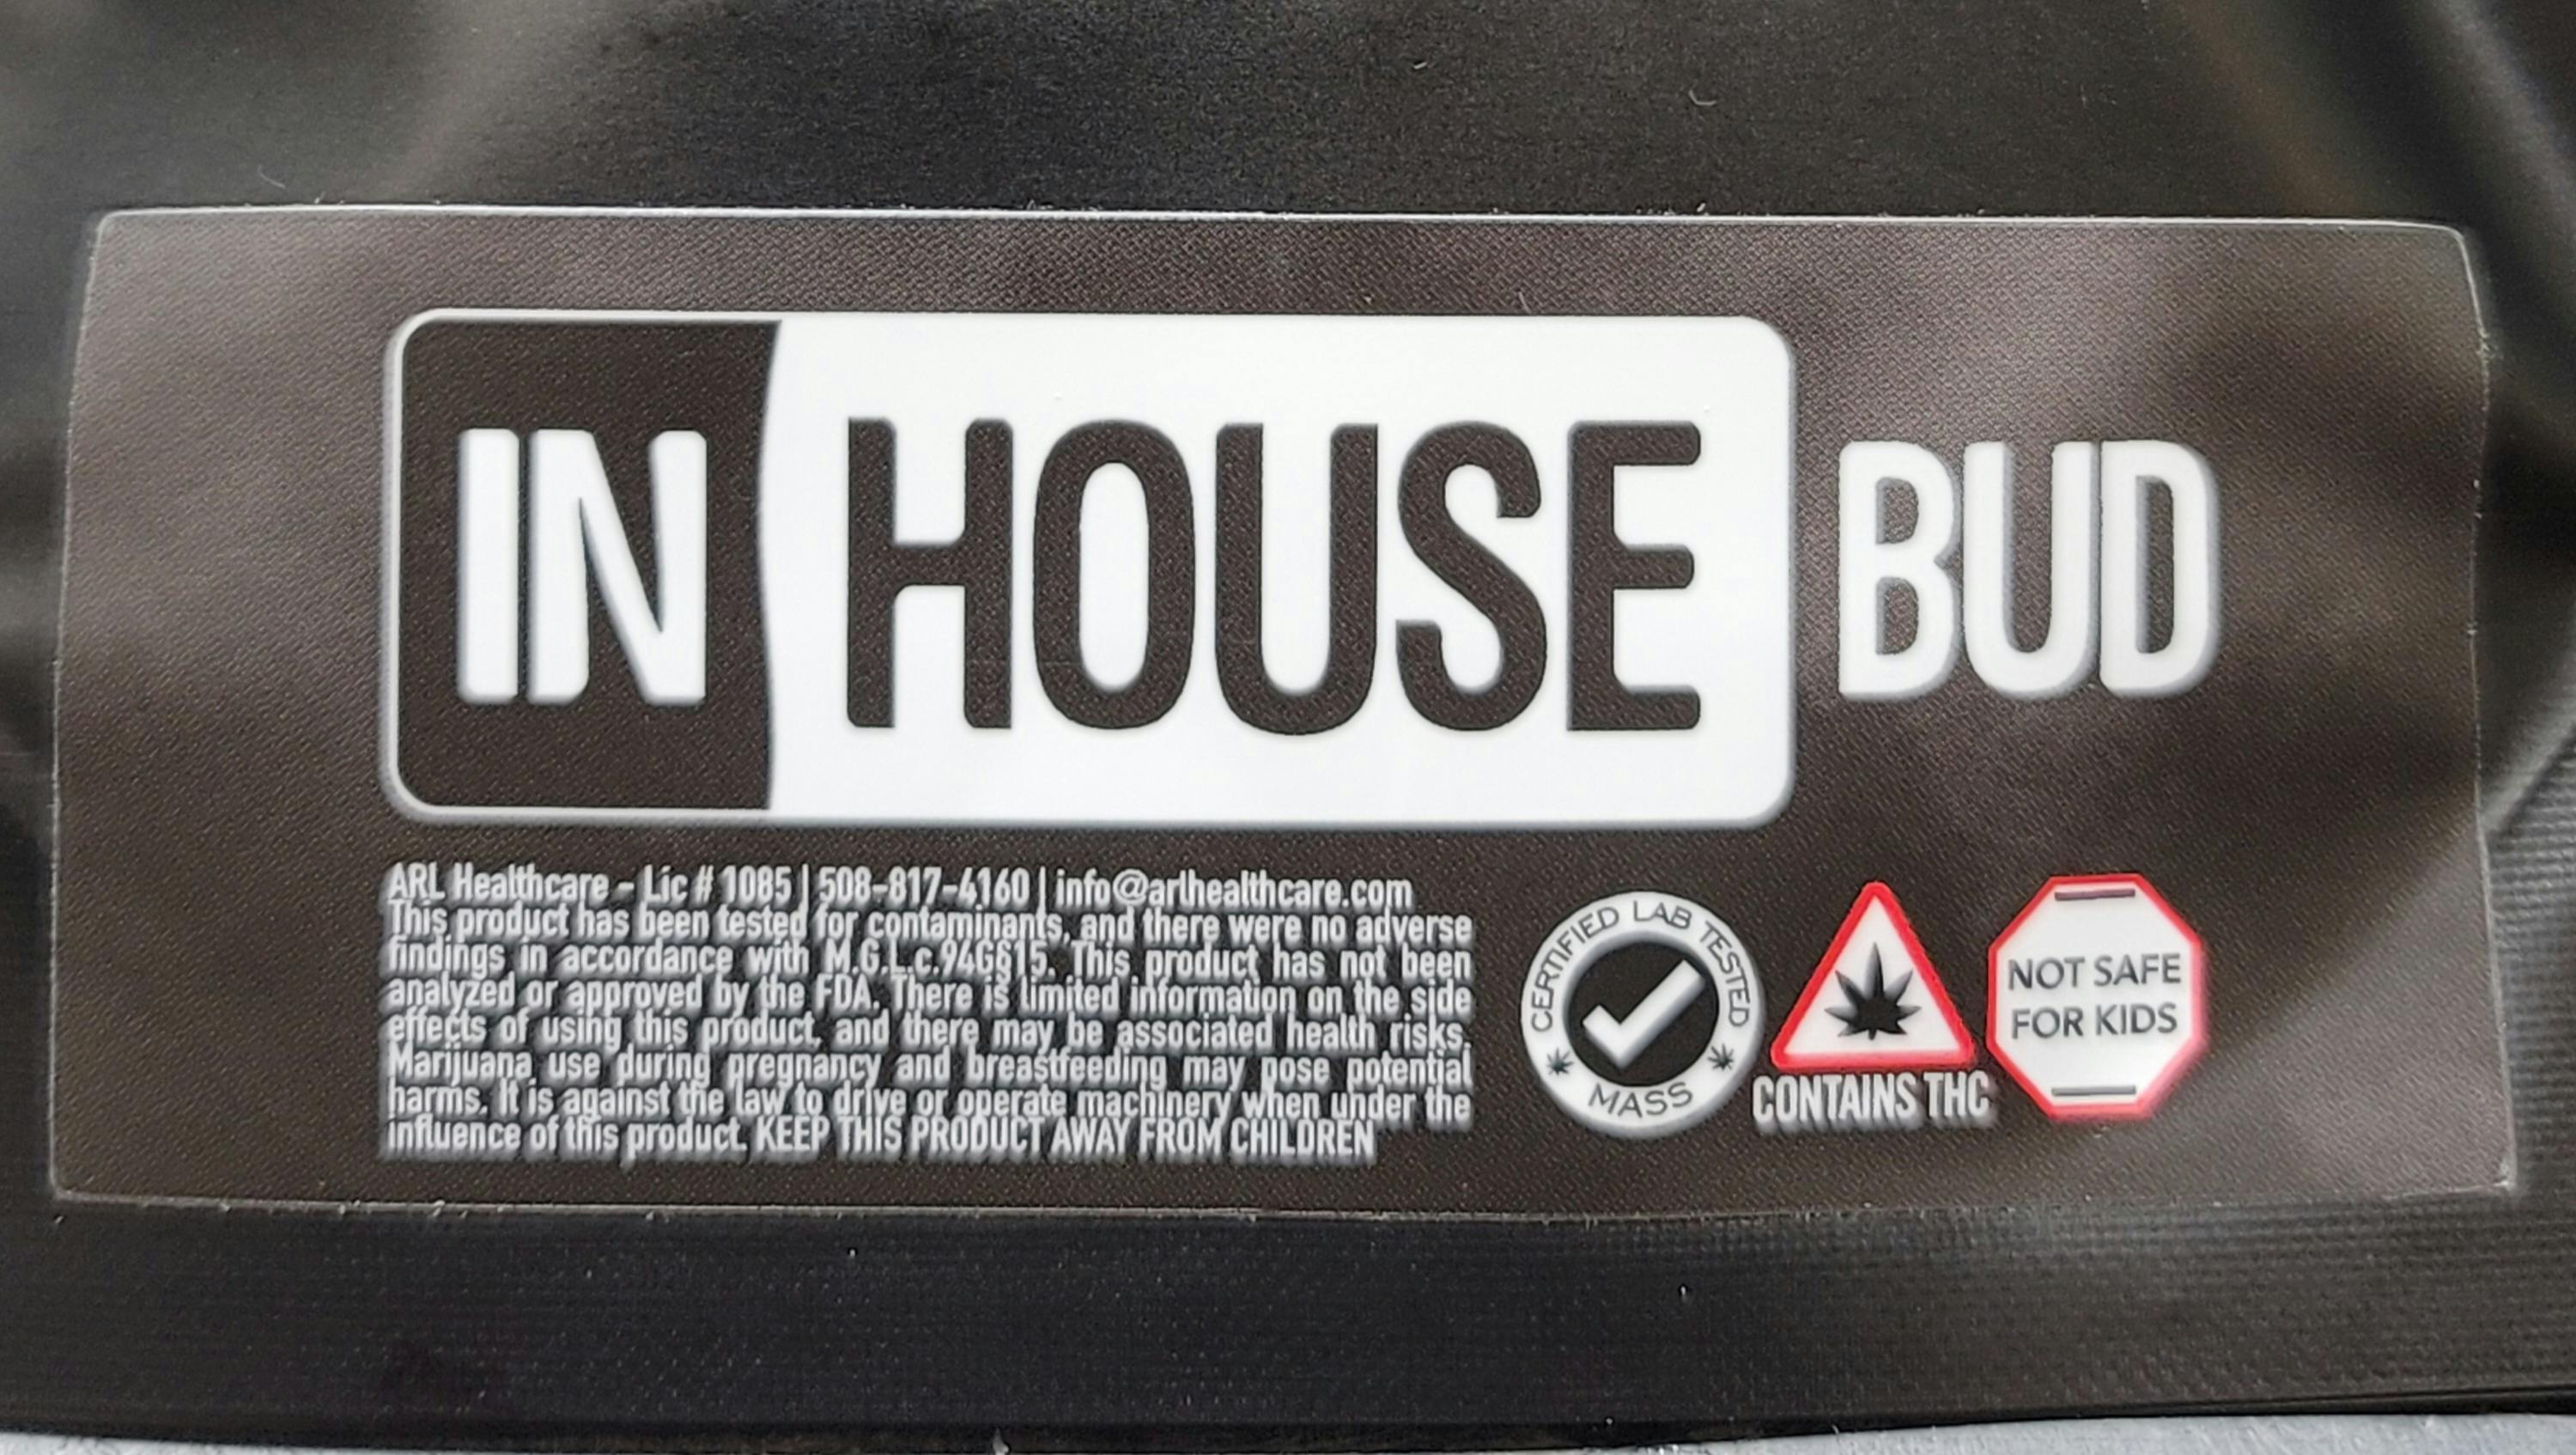 IN HOUSE BUD
ARL Healthcare - Lic # 1085 | 508-817-4160 | info@arlhealthcare.com
This product has been tested for contaminants, and there were no adverse
findings in accordance with M.G.L.c.94G§15. This product has not been
analyzed or approved by the FDA. There is limited information on the side
effects of using this product, and there may be associated health risks.
Marijuana use during pregnancy and breastfeeding may pose potential
harms. It is against the law to drive or operate machinery when under the
influence of this product. KEEP THIS PRODUCT AWAY FROM CHILDREN
CERTIFIED LAB TESTED
MASS
CONTAINS THC
NOT SAFE
FOR KIDS